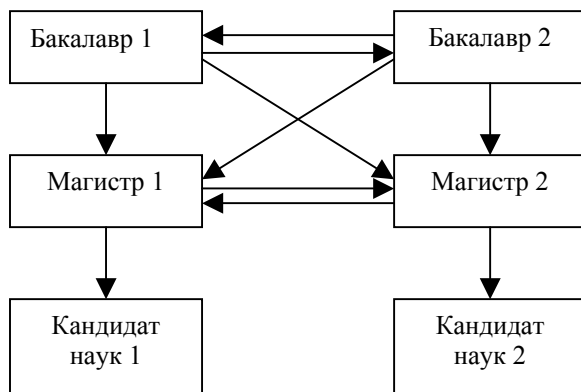 Бакалавр 1
Бакалавр 2
Магистр 1
Магистр 2
Кандидат
наук 1
Кандидат
наук 2